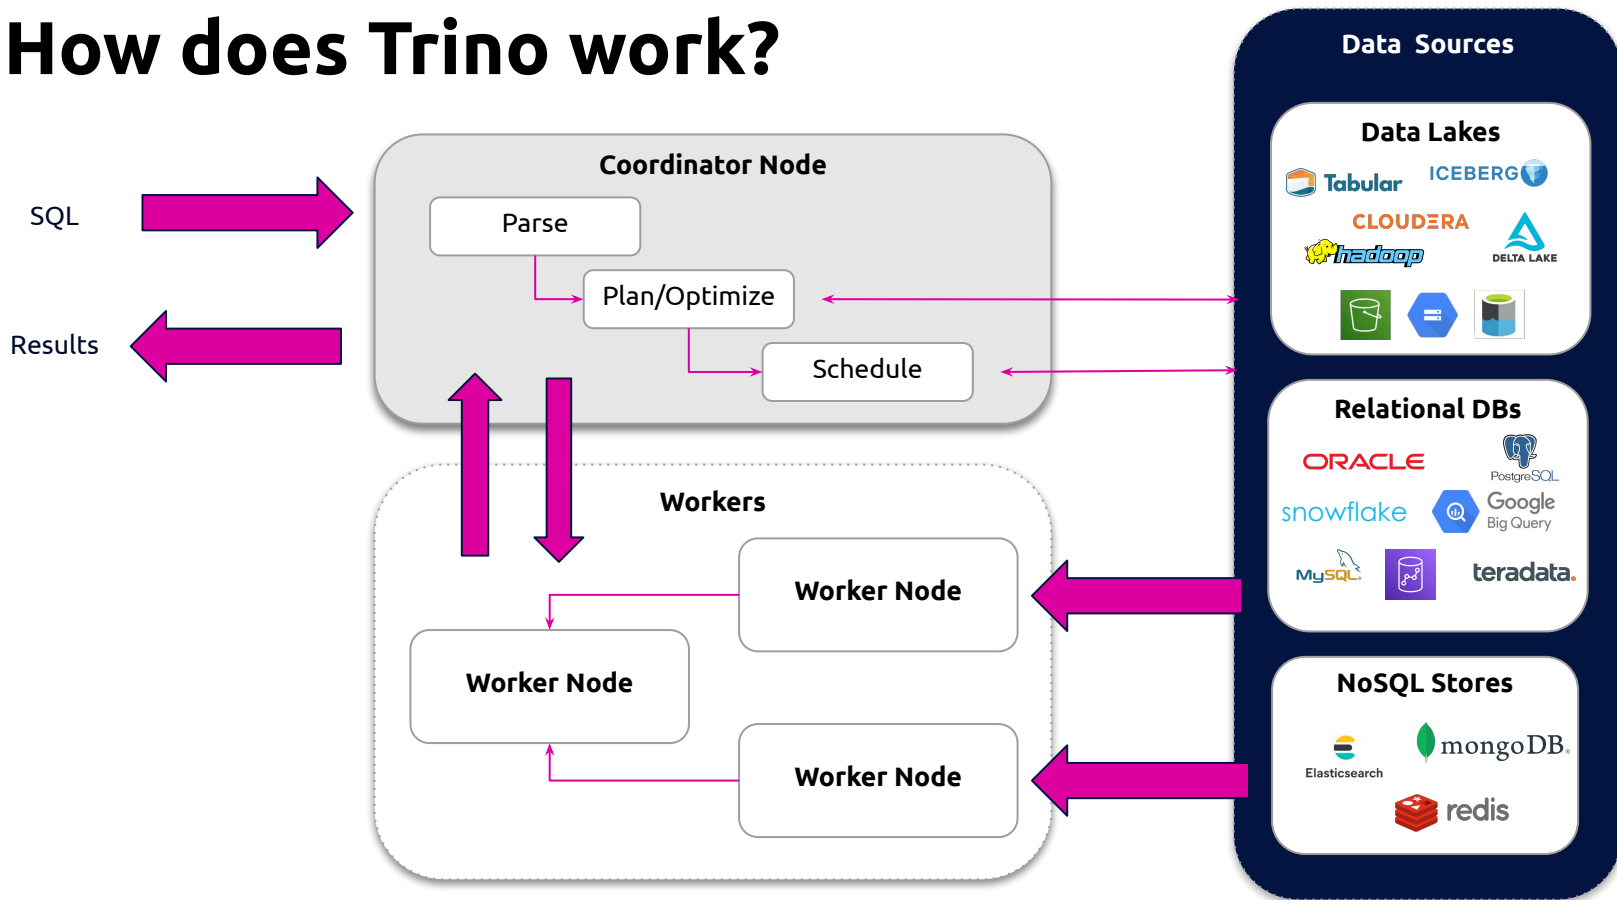 How does Trino work?
SQL
Results
Coordinator Node
Parse
Plan/Optimize
Schedule
Workers
Worker Node
Worker Node
Worker Node
Data Sources
Data Lakes
Tabular
ICEBERG
CLOUDERA
hadoop
DELTA LAKE
Relational DBs
ORACLE
PostgreSQL
snowflake
Google
Big Query
MySQL
teradata.
NoSQL Stores
Elasticsearch
mongoDB
redis